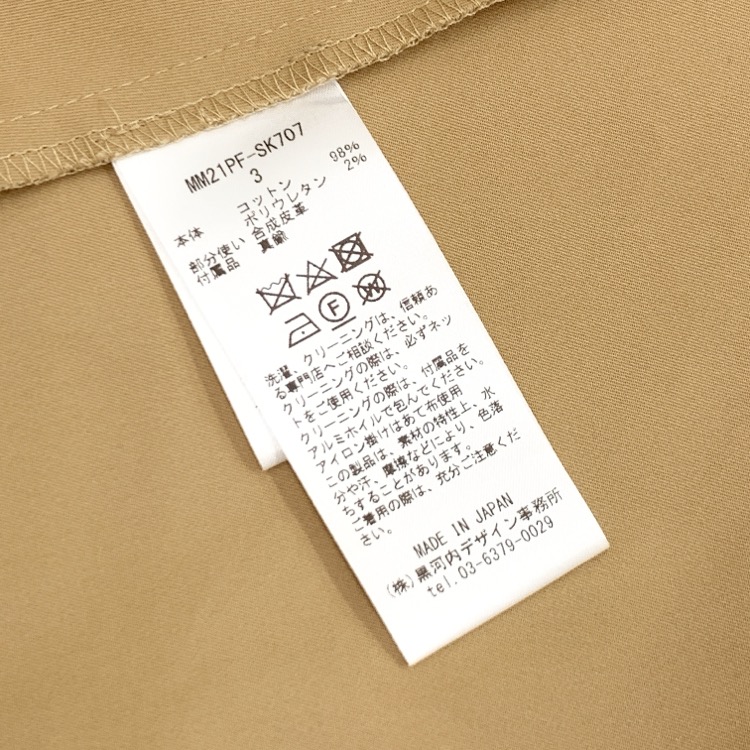 MM21PF-SK707
3
本体 コットン 98%
ポリウレタン 2%
部分使い 合成皮革
付属品 真鍮
F
W
洗濯、クリーニングは、信頼あ
る専門店へご相談ください。
クリーニングの際は、必ずネッ
トをご使用ください。
クリーニングの際は、付属品を
アルミホイルで包んでください。
アイロン掛けはあて布使用
この製品は、素材の特性上、水
分や汗、摩擦などにより、色落
ちすることがあります。
ご着用の際は、充分ご注意くだ
さい。
MADE IN JAPAN
(株)黒河内デザイン事務所
tel.03-6379-0029